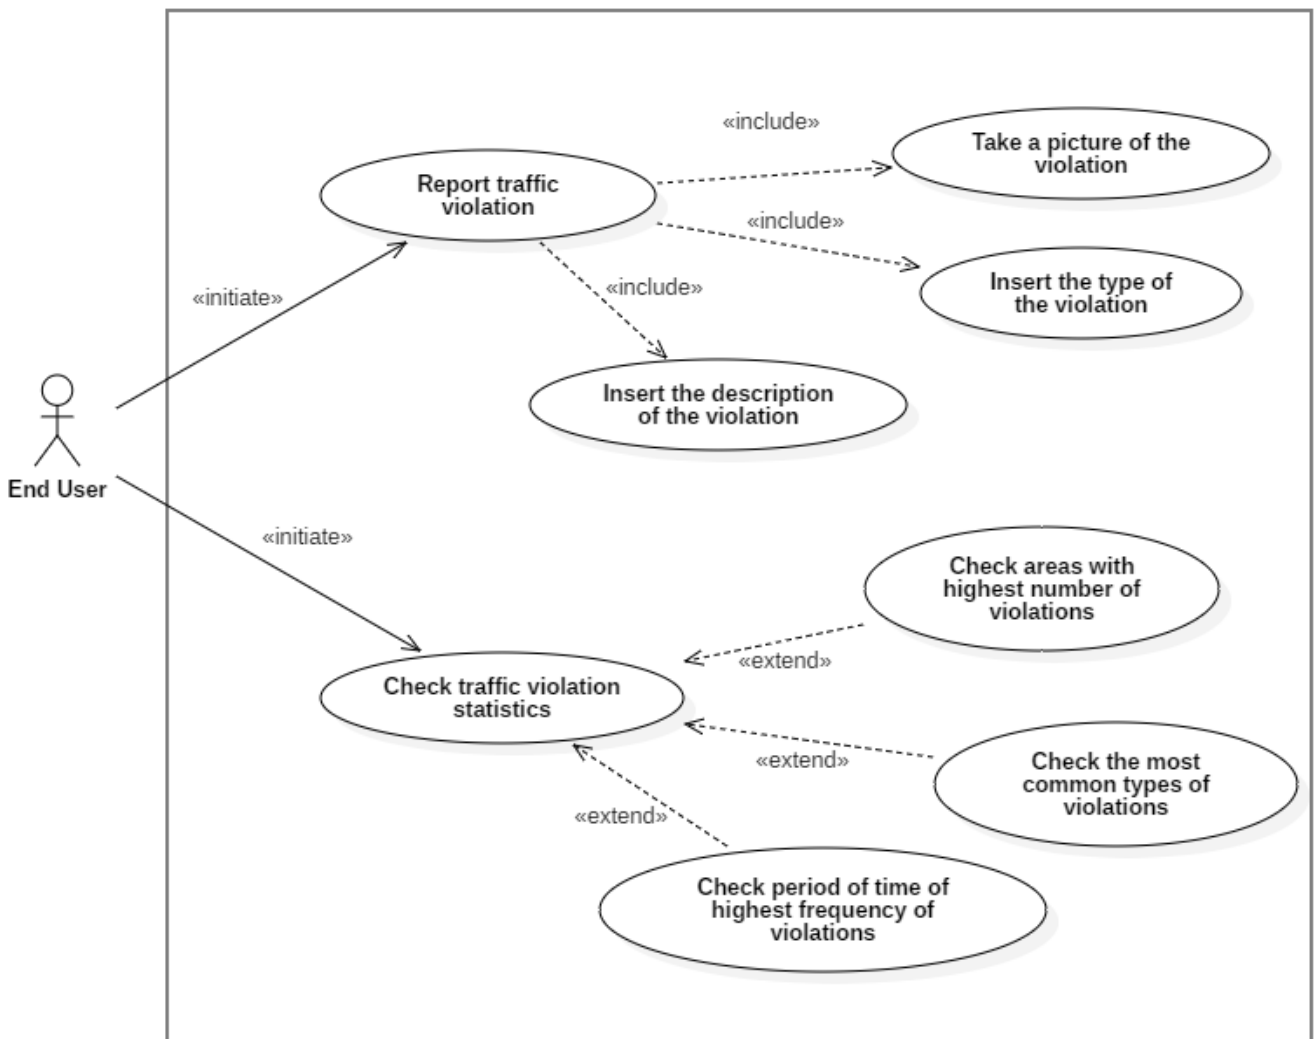 «include»
Take a picture of the
violation
Report traffic
violation
«include»
Insert the type of
the violation
«include»
«initiate»
Insert the description
of the violation
End User
«initiate»
Check areas with
highest number of
violations
«extend»
Check traffic violation
statistics
«extend»
Check the most
common types of
violations
«extend»
Check period of time of
highest frequency of
violations